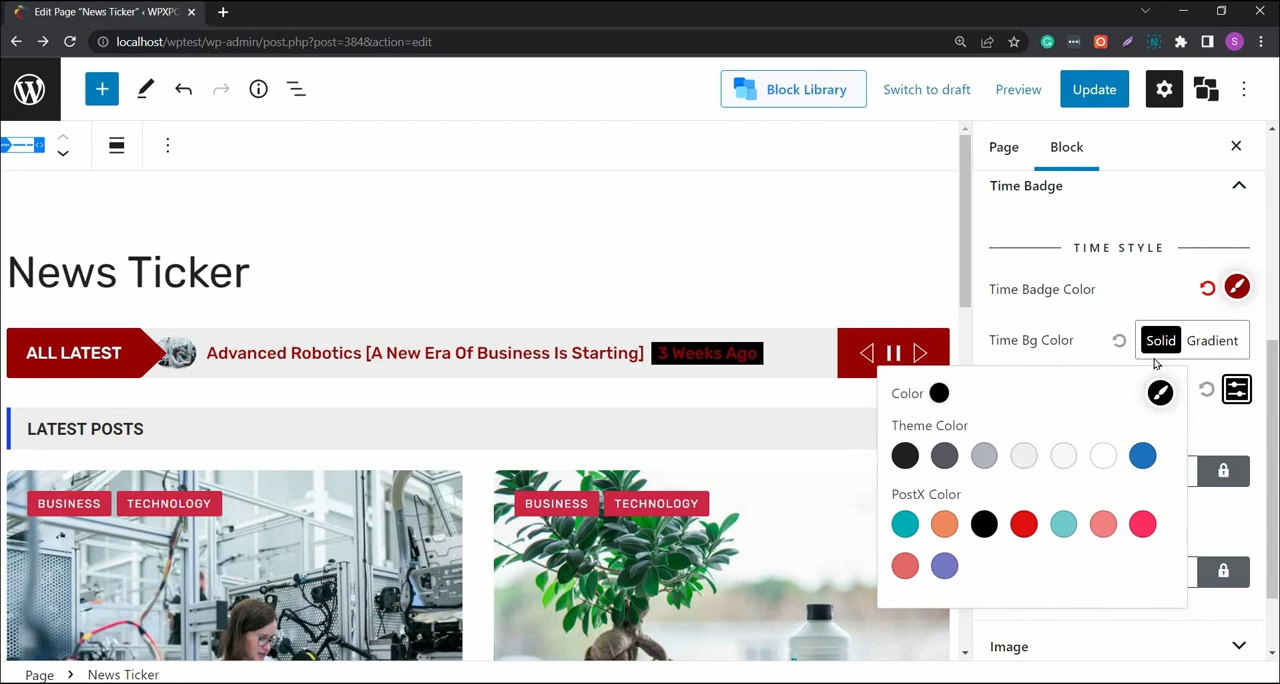 Edit Page "News Ticker" ‹ WPXPC
localhost/wptest/wp-admin/post.php?post=384&action=edit
S
Block Library
Switch to draft
Preview
Update
Page
Block
Time Badge
TIME STYLE
Time Badge Color
Time Bg Color
Solid
Gradient
News Ticker
ALL LATEST
Advanced Robotics [A New Era Of Business Is Starting]
3 Weeks Ago
LATEST POSTS
BUSINESS
TECHNOLOGY
BUSINESS
TECHNOLOGY
Color
Theme Color
PostX Color
Image
Page
News Ticker